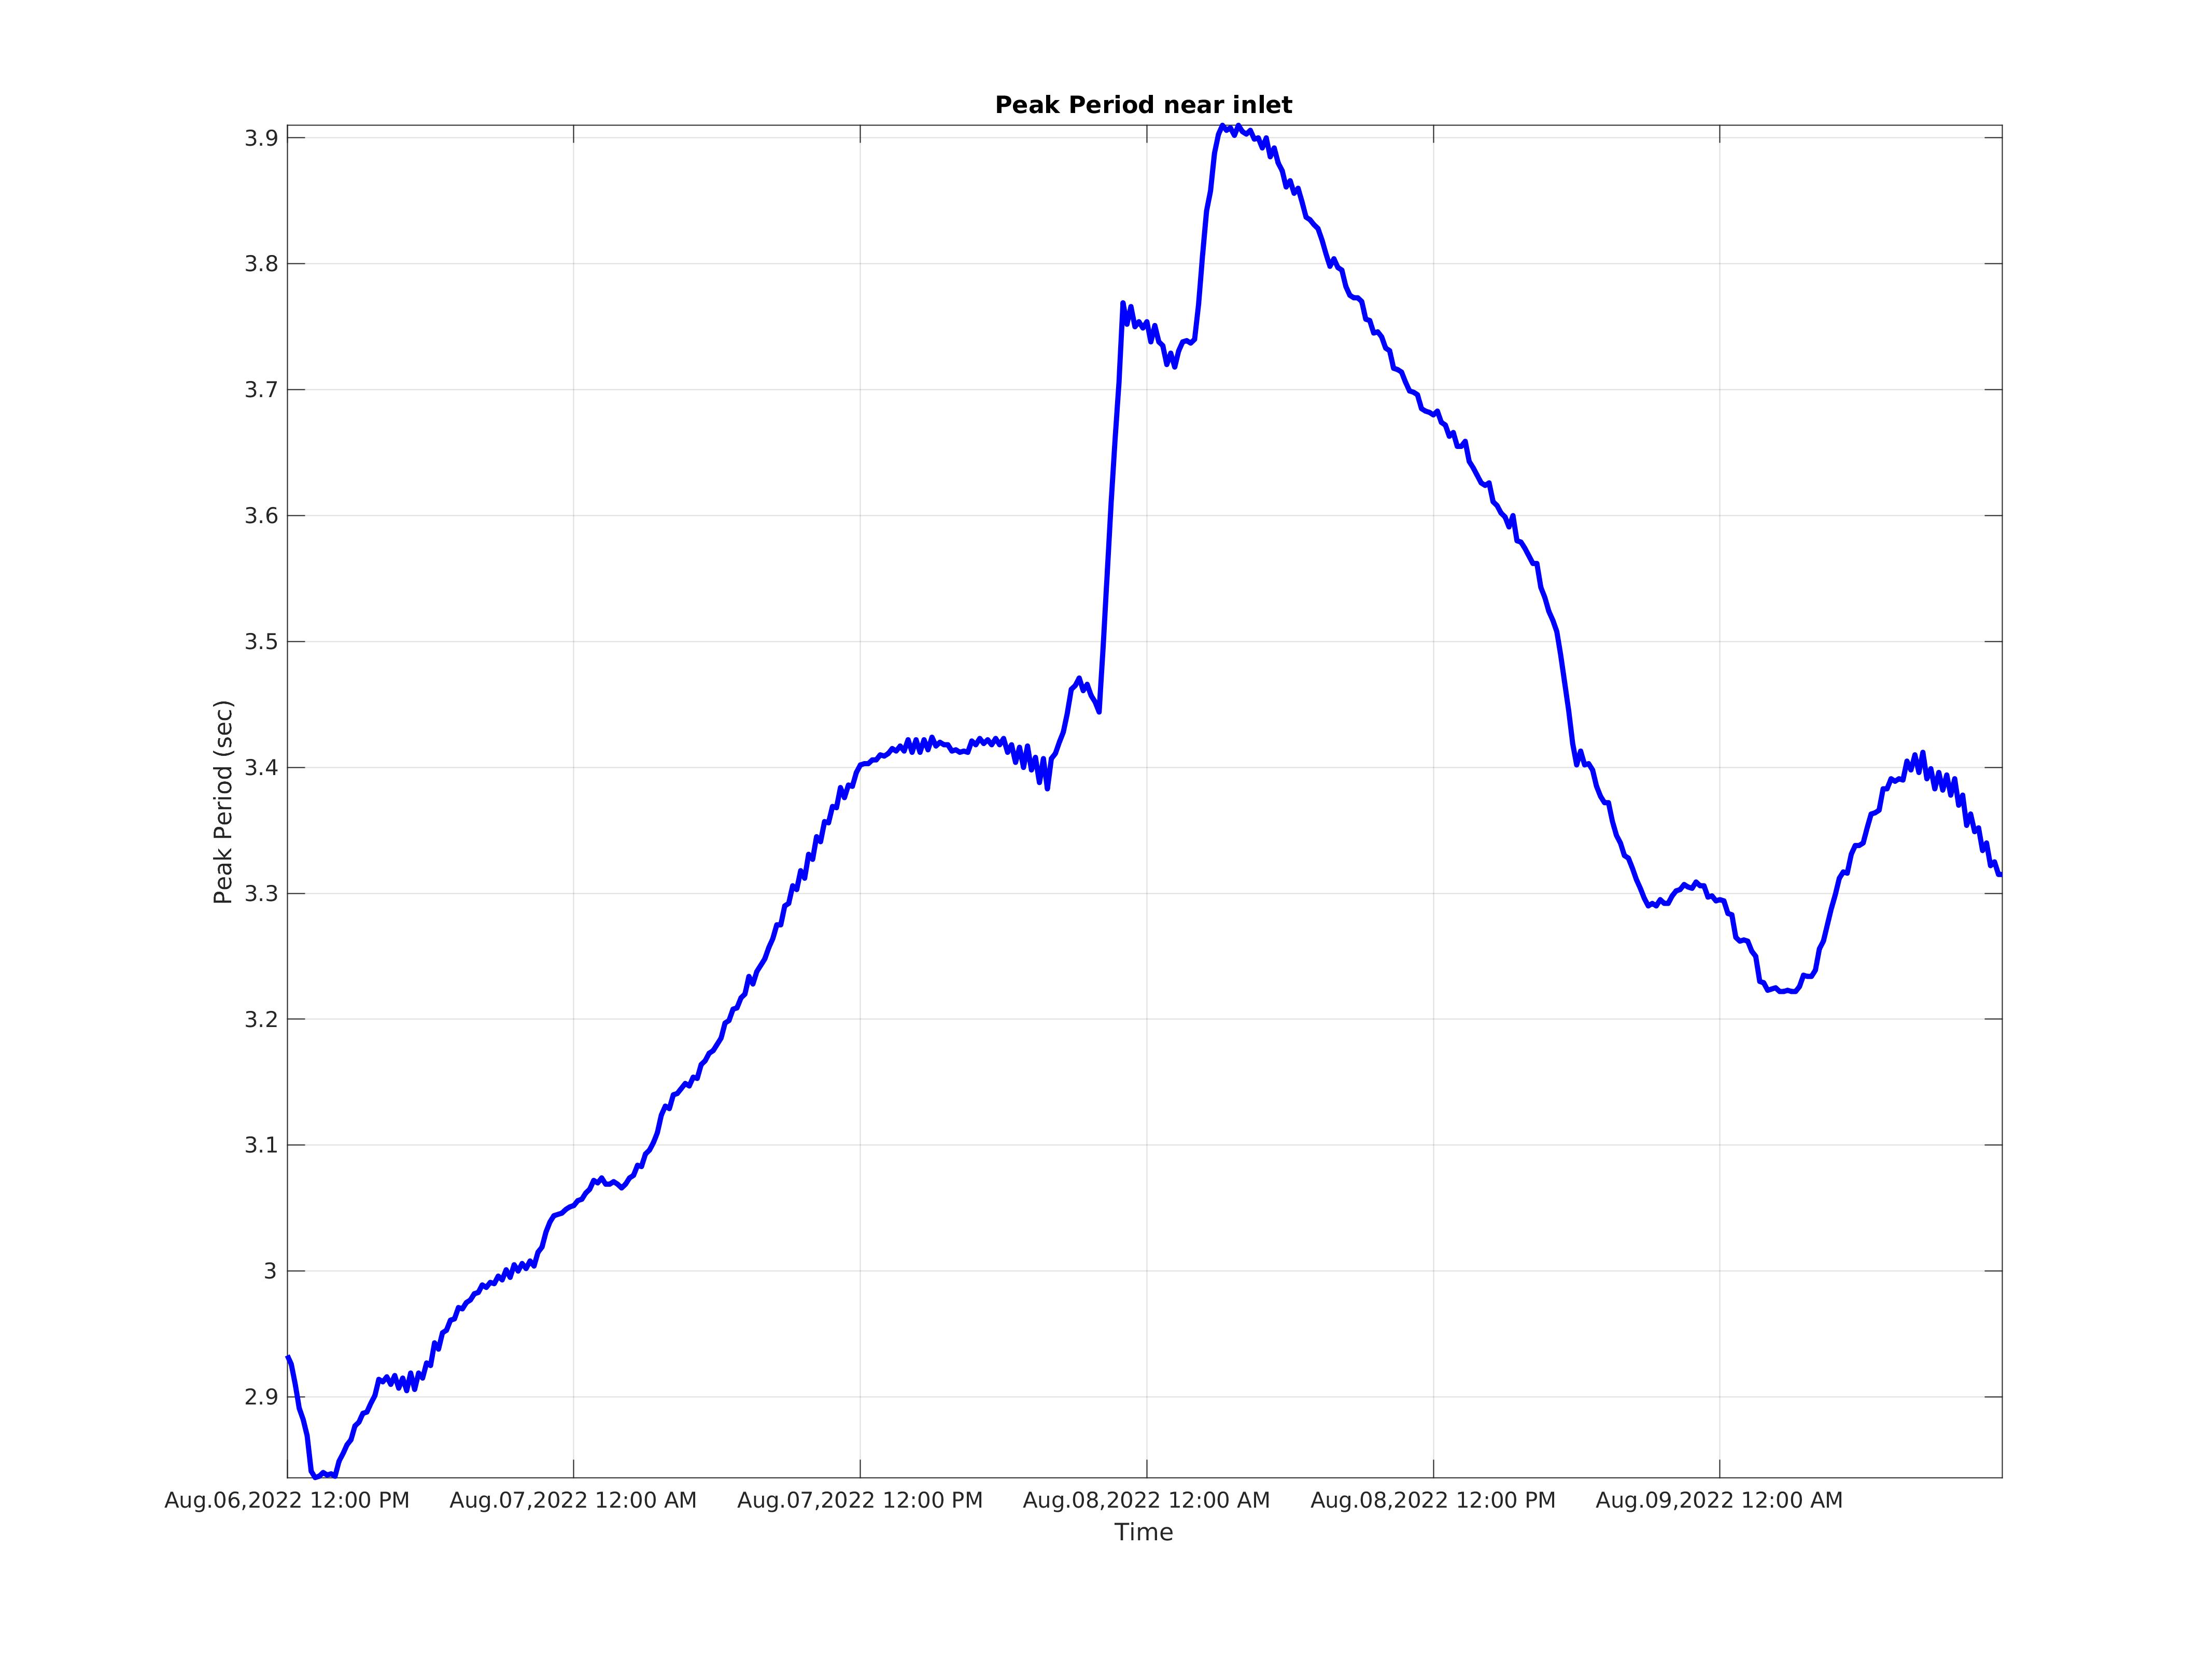 Peak Period near inlet
3.9
3.8
3.7
3.6
3.5
3.4
3.3
3.2
3.1
3
2.9
Peak Period (sec)
Aug.06,2022 12:00 PM Aug.07,2022 12:00 AM Aug.07,2022 12:00 PM Aug.08,2022 12:00 AM Aug.08,2022 12:00 PM Aug.09,2022 12:00 AM
Time